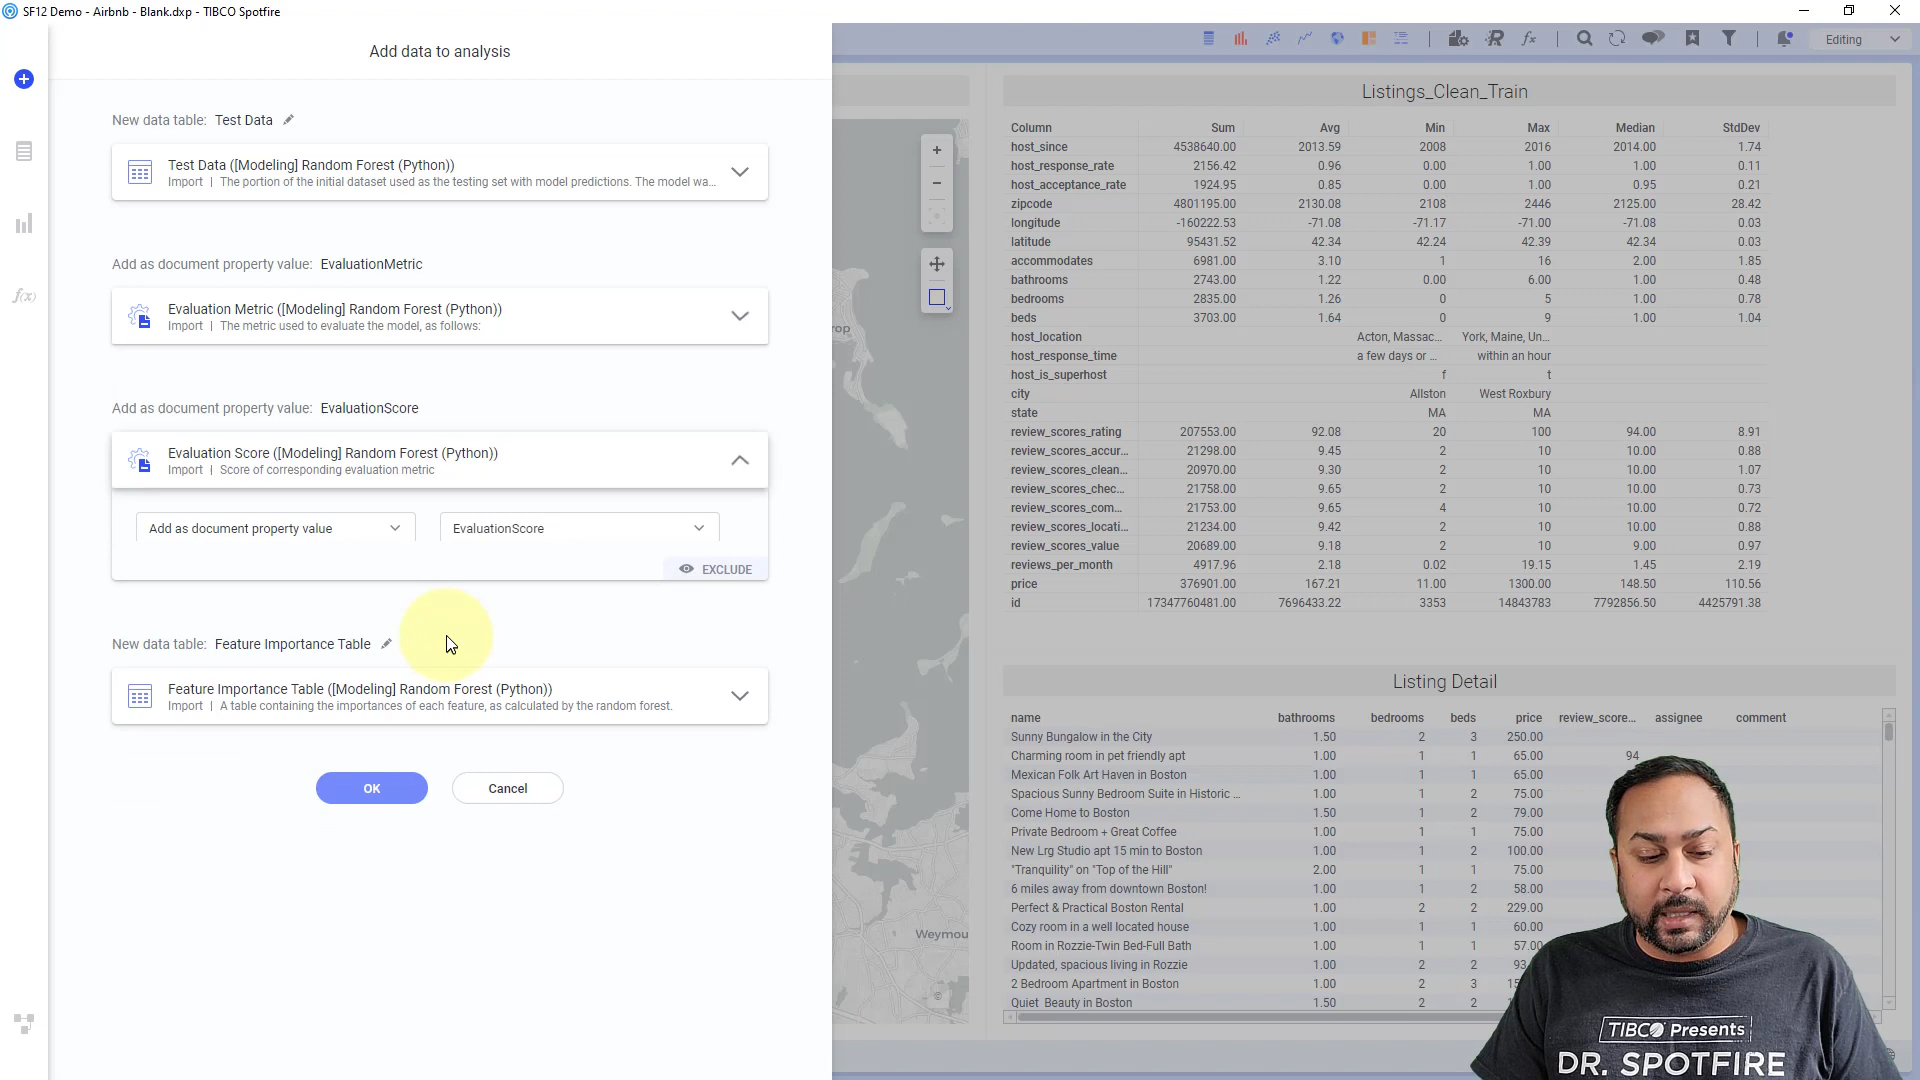 SF12 Demo - Airbnb - Blank.dxp - TIBCO Spotfire
Editing
Add data to analysis
New data table: Test Data
Test Data ([Modeling] Random Forest (Python))
Import | The portion of the initial dataset used as the testing set with model predictions. The model wa...
Add as document property value: EvaluationMetric
Evaluation Metric ([Modeling] Random Forest (Python))
Import | The metric used to evaluate the model, as follows:
Add as document property value: EvaluationScore
Evaluation Score ([Modeling] Random Forest (Python))
Import | Score of corresponding evaluation metric
Add as document property value EvaluationScore
EXCLUDE
New data table: Feature Importance Table
Feature Importance Table ([Modeling] Random Forest (Python))
Import | A table containing the importances of each feature, as calculated by the random forest.
OK Cancel
f(x)
rop
Weymou
Listings_Clean_Train
Column Sum Avg Min Max Median StdDev
host_since 4538640.00 2013.59 2008 2016 2014.00 1.74
host_response_rate 2156.42 0.96 0.00 1.00 1.00 0.11
host_acceptance_rate 1924.95 0.85 0.00 1.00 0.95 0.21
zipcode 4801195.00 2130.08 2108 2446 2125.00 28.42
longitude -160222.53 -71.08 -71.17 -71.00 -71.08 0.03
latitude 95431.52 42.34 42.24 42.39 42.34 0.03
accommodates 6981.00 3.10 1 16 2.00 1.85
bathrooms 2743.00 1.22 0.00 6.00 1.00 0.48
bedrooms 2835.00 1.26 0 5 1.00 0.78
beds 3703.00 1.64 0 9 1.00 1.04
host_location Acton, Massac... York, Maine, Un...
host_response_time a few days or ... within an hour
host_is_superhost f t
city Allston West Roxbury
state MA MA
review_scores_rating 207553.00 92.08 20 100 94.00 8.91
review_scores_accur... 21298.00 9.45 2 10 10.00 0.88
review_scores_clean... 20970.00 9.30 2 10 10.00 1.07
review_scores_chec... 21758.00 9.65 2 10 10.00 0.73
review_scores_com... 21753.00 9.65 4 10 10.00 0.72
review_scores_locati... 21234.00 9.42 2 10 10.00 0.88
review_scores_value 20689.00 9.18 2 10 9.00 0.97
reviews_per_month 4917.96 2.18 0.02 19.15 1.45 2.19
price 376901.00 167.21 11.00 1300.00 148.50 110.56
id 17347760481.00 7696433.22 3353 14843783 7792856.50 4425791.38
Listing Detail
name bathrooms bedrooms beds price review_score... assignee comment
Sunny Bungalow in the City 1.50 2 3 250.00
Charming room in pet friendly apt 1.00 1 1 65.00 94
Mexican Folk Art Haven in Boston 1.00 1 1 65.00
Spacious Sunny Bedroom Suite in Historic ... 1.00 1 2 75.00
Come Home to Boston 1.50 1 2 79.00
Private Bedroom + Great Coffee 1.00 1 1 75.00
New Lrg Studio apt 15 min to Boston 1.00 1 2 100.00
"Tranquility" on "Top of the Hill" 2.00 1 1 75.00
6 miles away from downtown Boston! 1.00 1 2 58.00
Perfect & Practical Boston Rental 1.00 2 2 229.00
Cozy room in a well located house 1.00 1 1 60.00
Room in Rozzie-Twin Bed-Full Bath 1.00 1 1 57.00
Updated, spacious living in Rozzie 1.00 2 2 93.
2 Bedroom Apartment in Boston 1.00 2 3
Quiet Beauty in Boston 1.50 2 2
TIBCO Presents
DR. SPOTFIRE